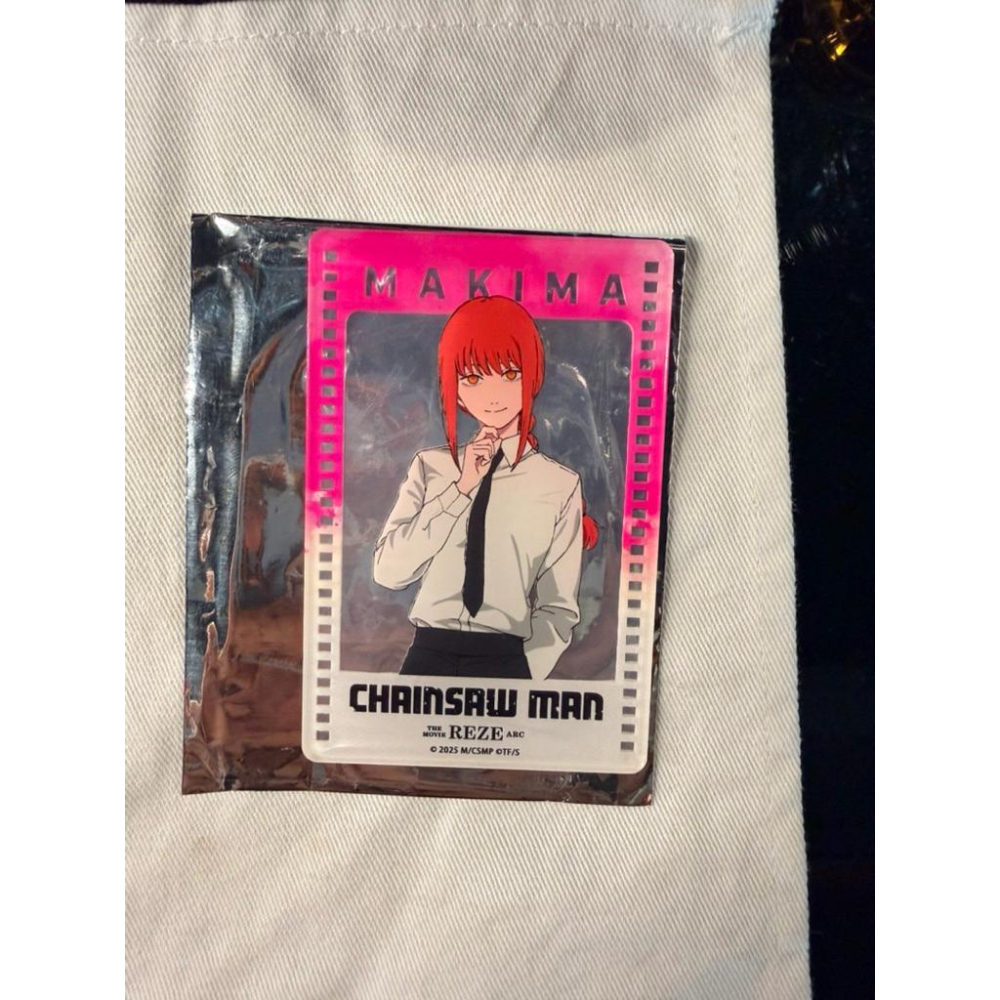 MAKIMA
CHAINSAW MAN
THE MOVIE REZE ARC
© 2025 M/CSMP ©TF/S